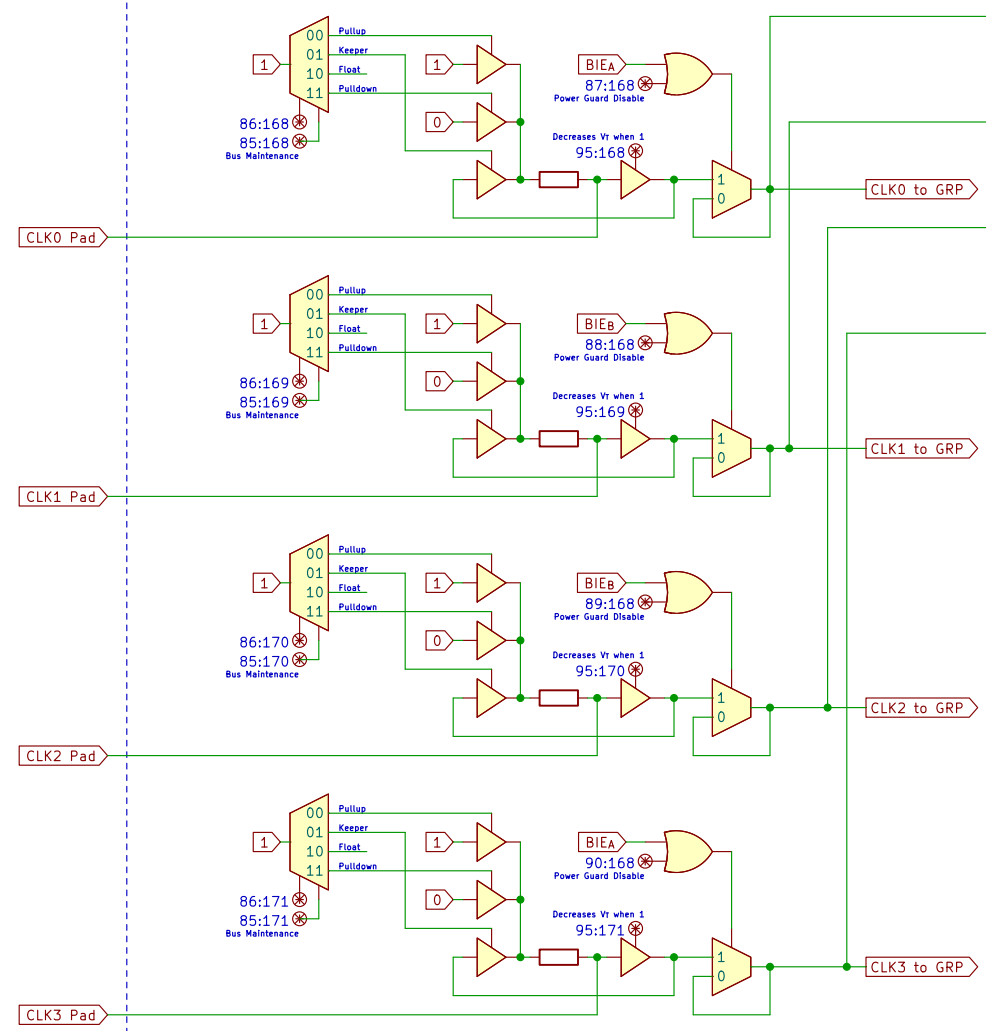 Pullup
00
Keeper
01
1
Float
10
Pulldown
11
86:168
85:168
Bus Maintenance
1
0
BIEA
87:168
Power Guard Disable
Decreases VT when 1
95:168
1
0
CLK0 to GRP
CLK0 Pad
Pullup
00
Keeper
01
1
Float
10
Pulldown
11
86:169
85:169
Bus Maintenance
1
0
BIEB
88:168
Power Guard Disable
Decreases VT when 1
95:169
1
0
CLK1 to GRP
CLK1 Pad
Pullup
00
Keeper
01
1
Float
10
Pulldown
11
86:170
85:170
Bus Maintenance
1
0
BIEB
89:168
Power Guard Disable
Decreases VT when 1
95:170
1
0
CLK2 to GRP
CLK2 Pad
Pullup
00
Keeper
01
1
Float
10
Pulldown
11
86:171
85:171
Bus Maintenance
1
0
BIEA
90:168
Power Guard Disable
Decreases VT when 1
95:171
1
0
CLK3 to GRP
CLK3 Pad